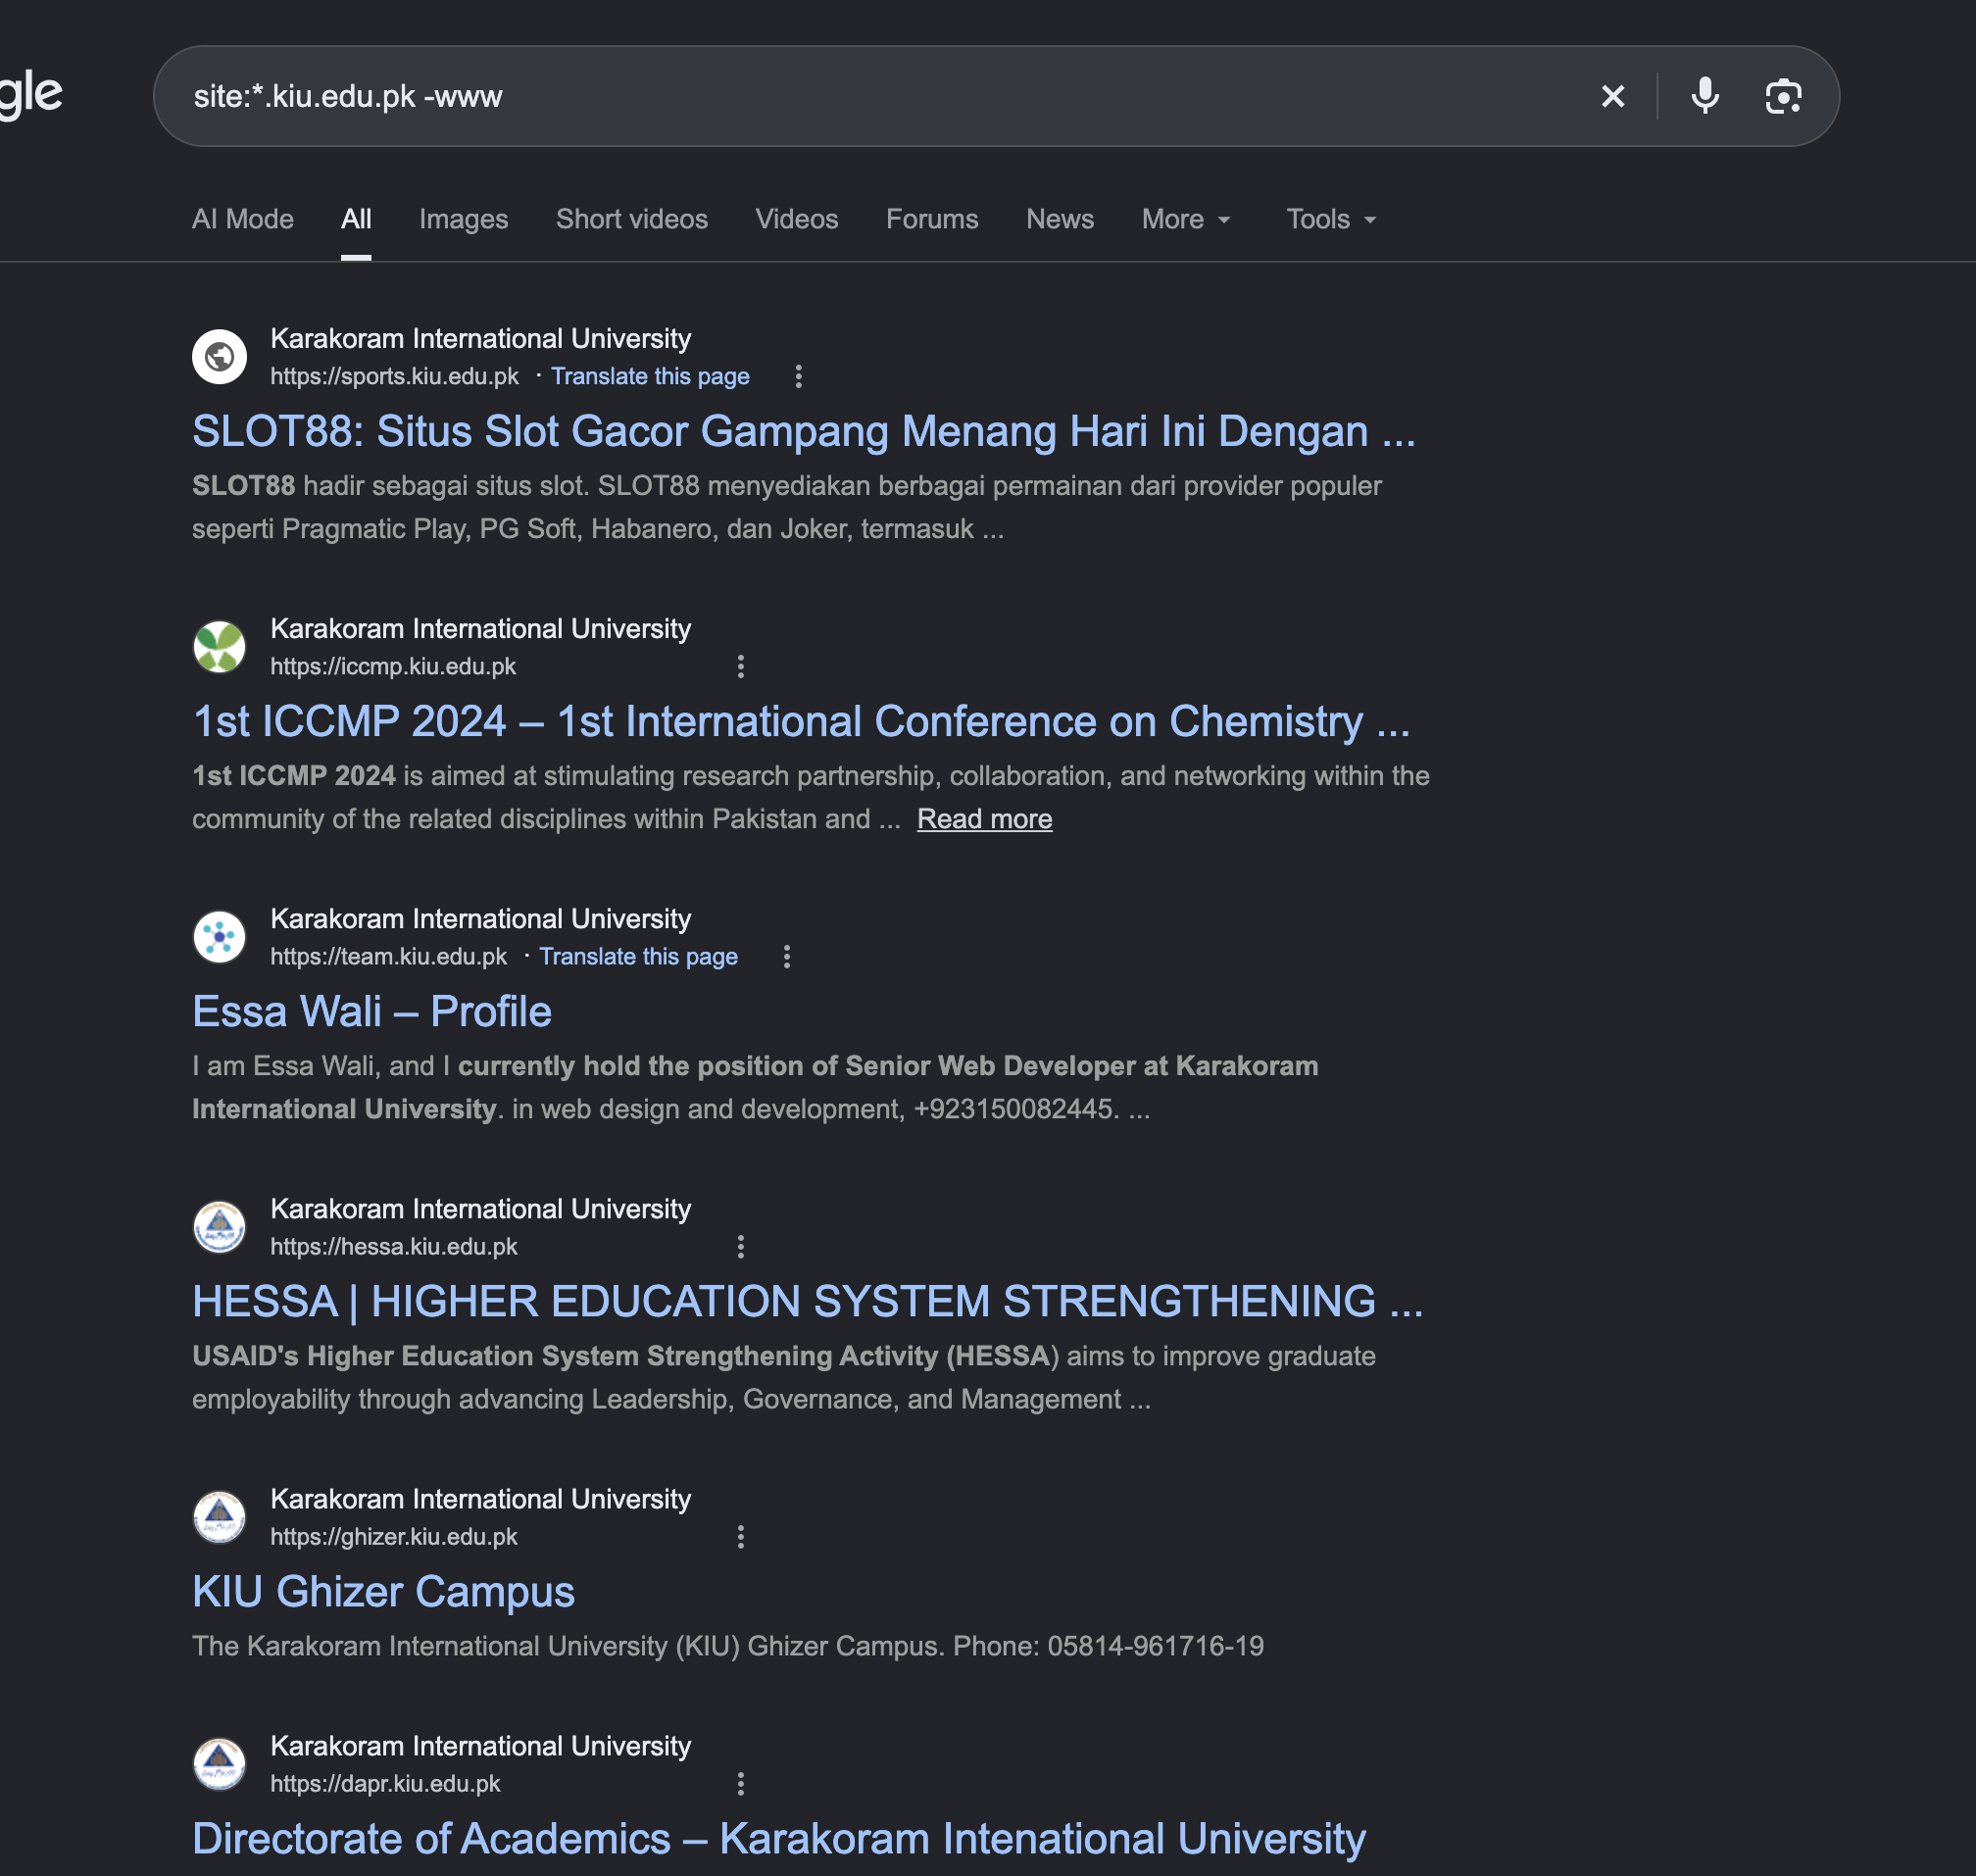 gle
site:*.kiu.edu.pk -www
AI Mode All Images Short videos Videos Forums News More Tools
Karakoram International University
https://sports.kiu.edu.pk · Translate this page
SLOT88: Situs Slot Gacor Gampang Menang Hari Ini Dengan ...
SLOT88 hadir sebagai situs slot. SLOT88 menyediakan berbagai permainan dari provider populer
seperti Pragmatic Play, PG Soft, Habanero, dan Joker, termasuk ...
Karakoram International University
https://iccmp.kiu.edu.pk
1st ICCMP 2024 – 1st International Conference on Chemistry ...
1st ICCMP 2024 is aimed at stimulating research partnership, collaboration, and networking within the
community of the related disciplines within Pakistan and ... Read more
Karakoram International University
https://team.kiu.edu.pk · Translate this page
Essa Wali – Profile
I am Essa Wali, and I currently hold the position of Senior Web Developer at Karakoram
International University. in web design and development, +923150082445. ...
Karakoram International University
https://hessa.kiu.edu.pk
HESSA | HIGHER EDUCATION SYSTEM STRENGTHENING ...
USAID's Higher Education System Strengthening Activity (HESSA) aims to improve graduate
employability through advancing Leadership, Governance, and Management ...
Karakoram International University
https://ghizer.kiu.edu.pk
KIU Ghizer Campus
The Karakoram International University (KIU) Ghizer Campus. Phone: 05814-961716-19
Karakoram International University
https://dapr.kiu.edu.pk
Directorate of Academics – Karakoram Intenational University